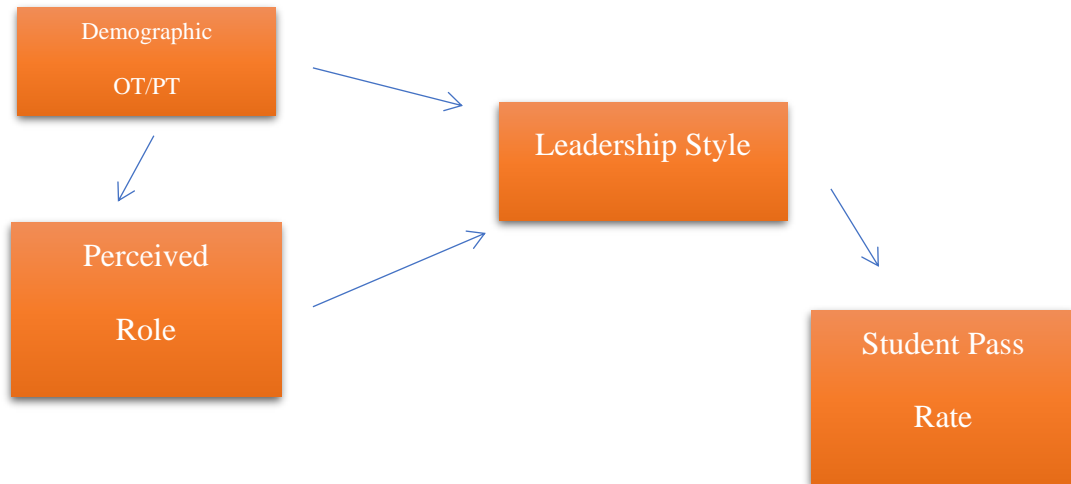 Demographic
OT/PT
Leadership Style
Perceived
Role
Student Pass
Rate